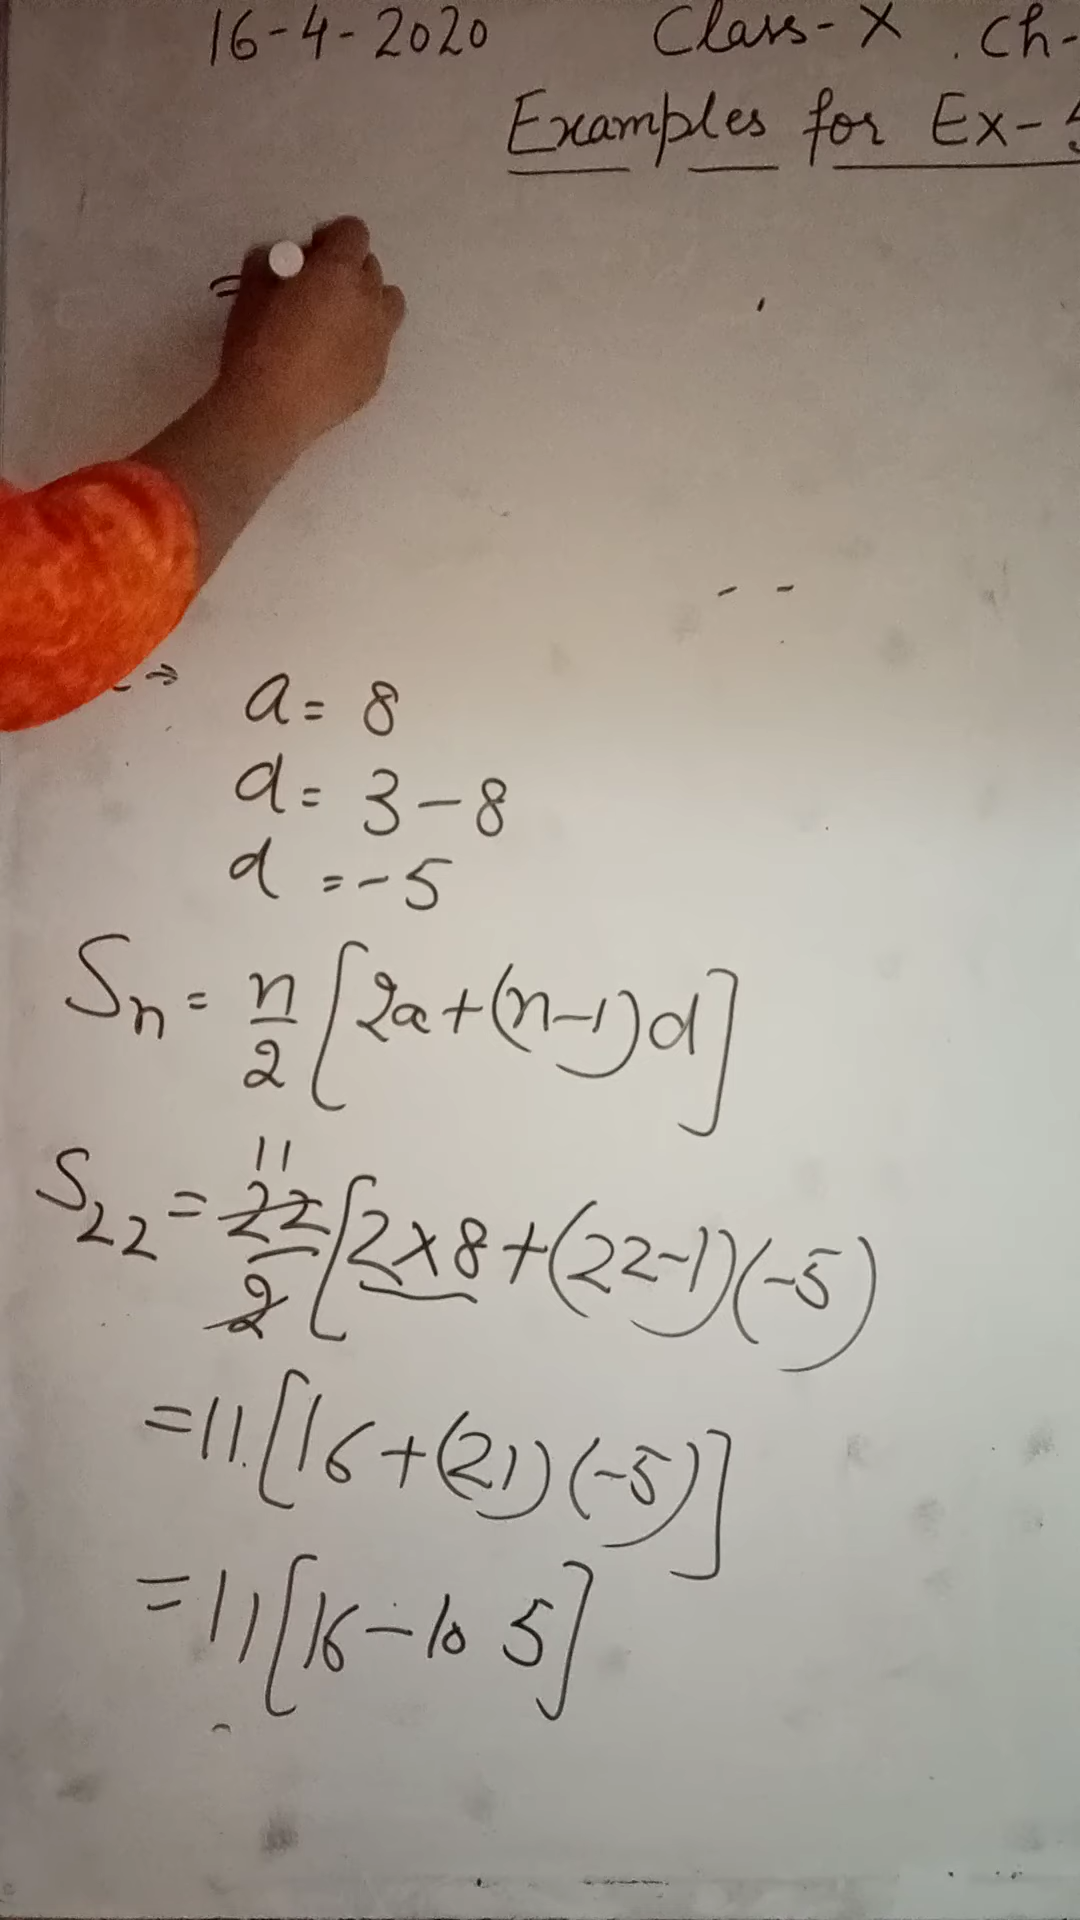 16-4-2020 Class-X . Ch-
Examples for Ex-
=
⇒ a = 8
d = 3-8
d = -5
Sn = n/2 [2a+(n-1)d]
11
S22 = 22/2 [2×8+(22-1)(-5)
=11[16+(21)(-5)]
=11[16-105]